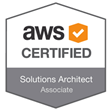 aws
CERTIFIED
Solutions Architect
Associate